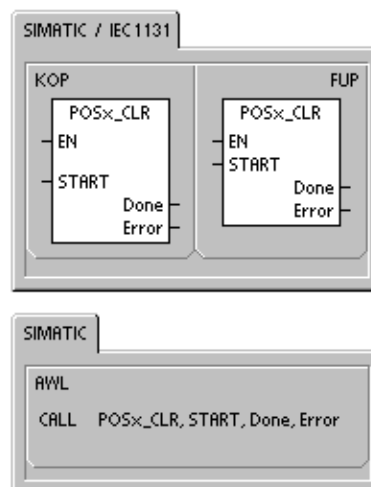 SIMATIC / IEC1131
KOP FUP
POSx_CLR POSx_CLR
EN EN
START START
Done Done
Error Error
SIMATIC
AWL
CALL POSx_CLR, START, Done, Error